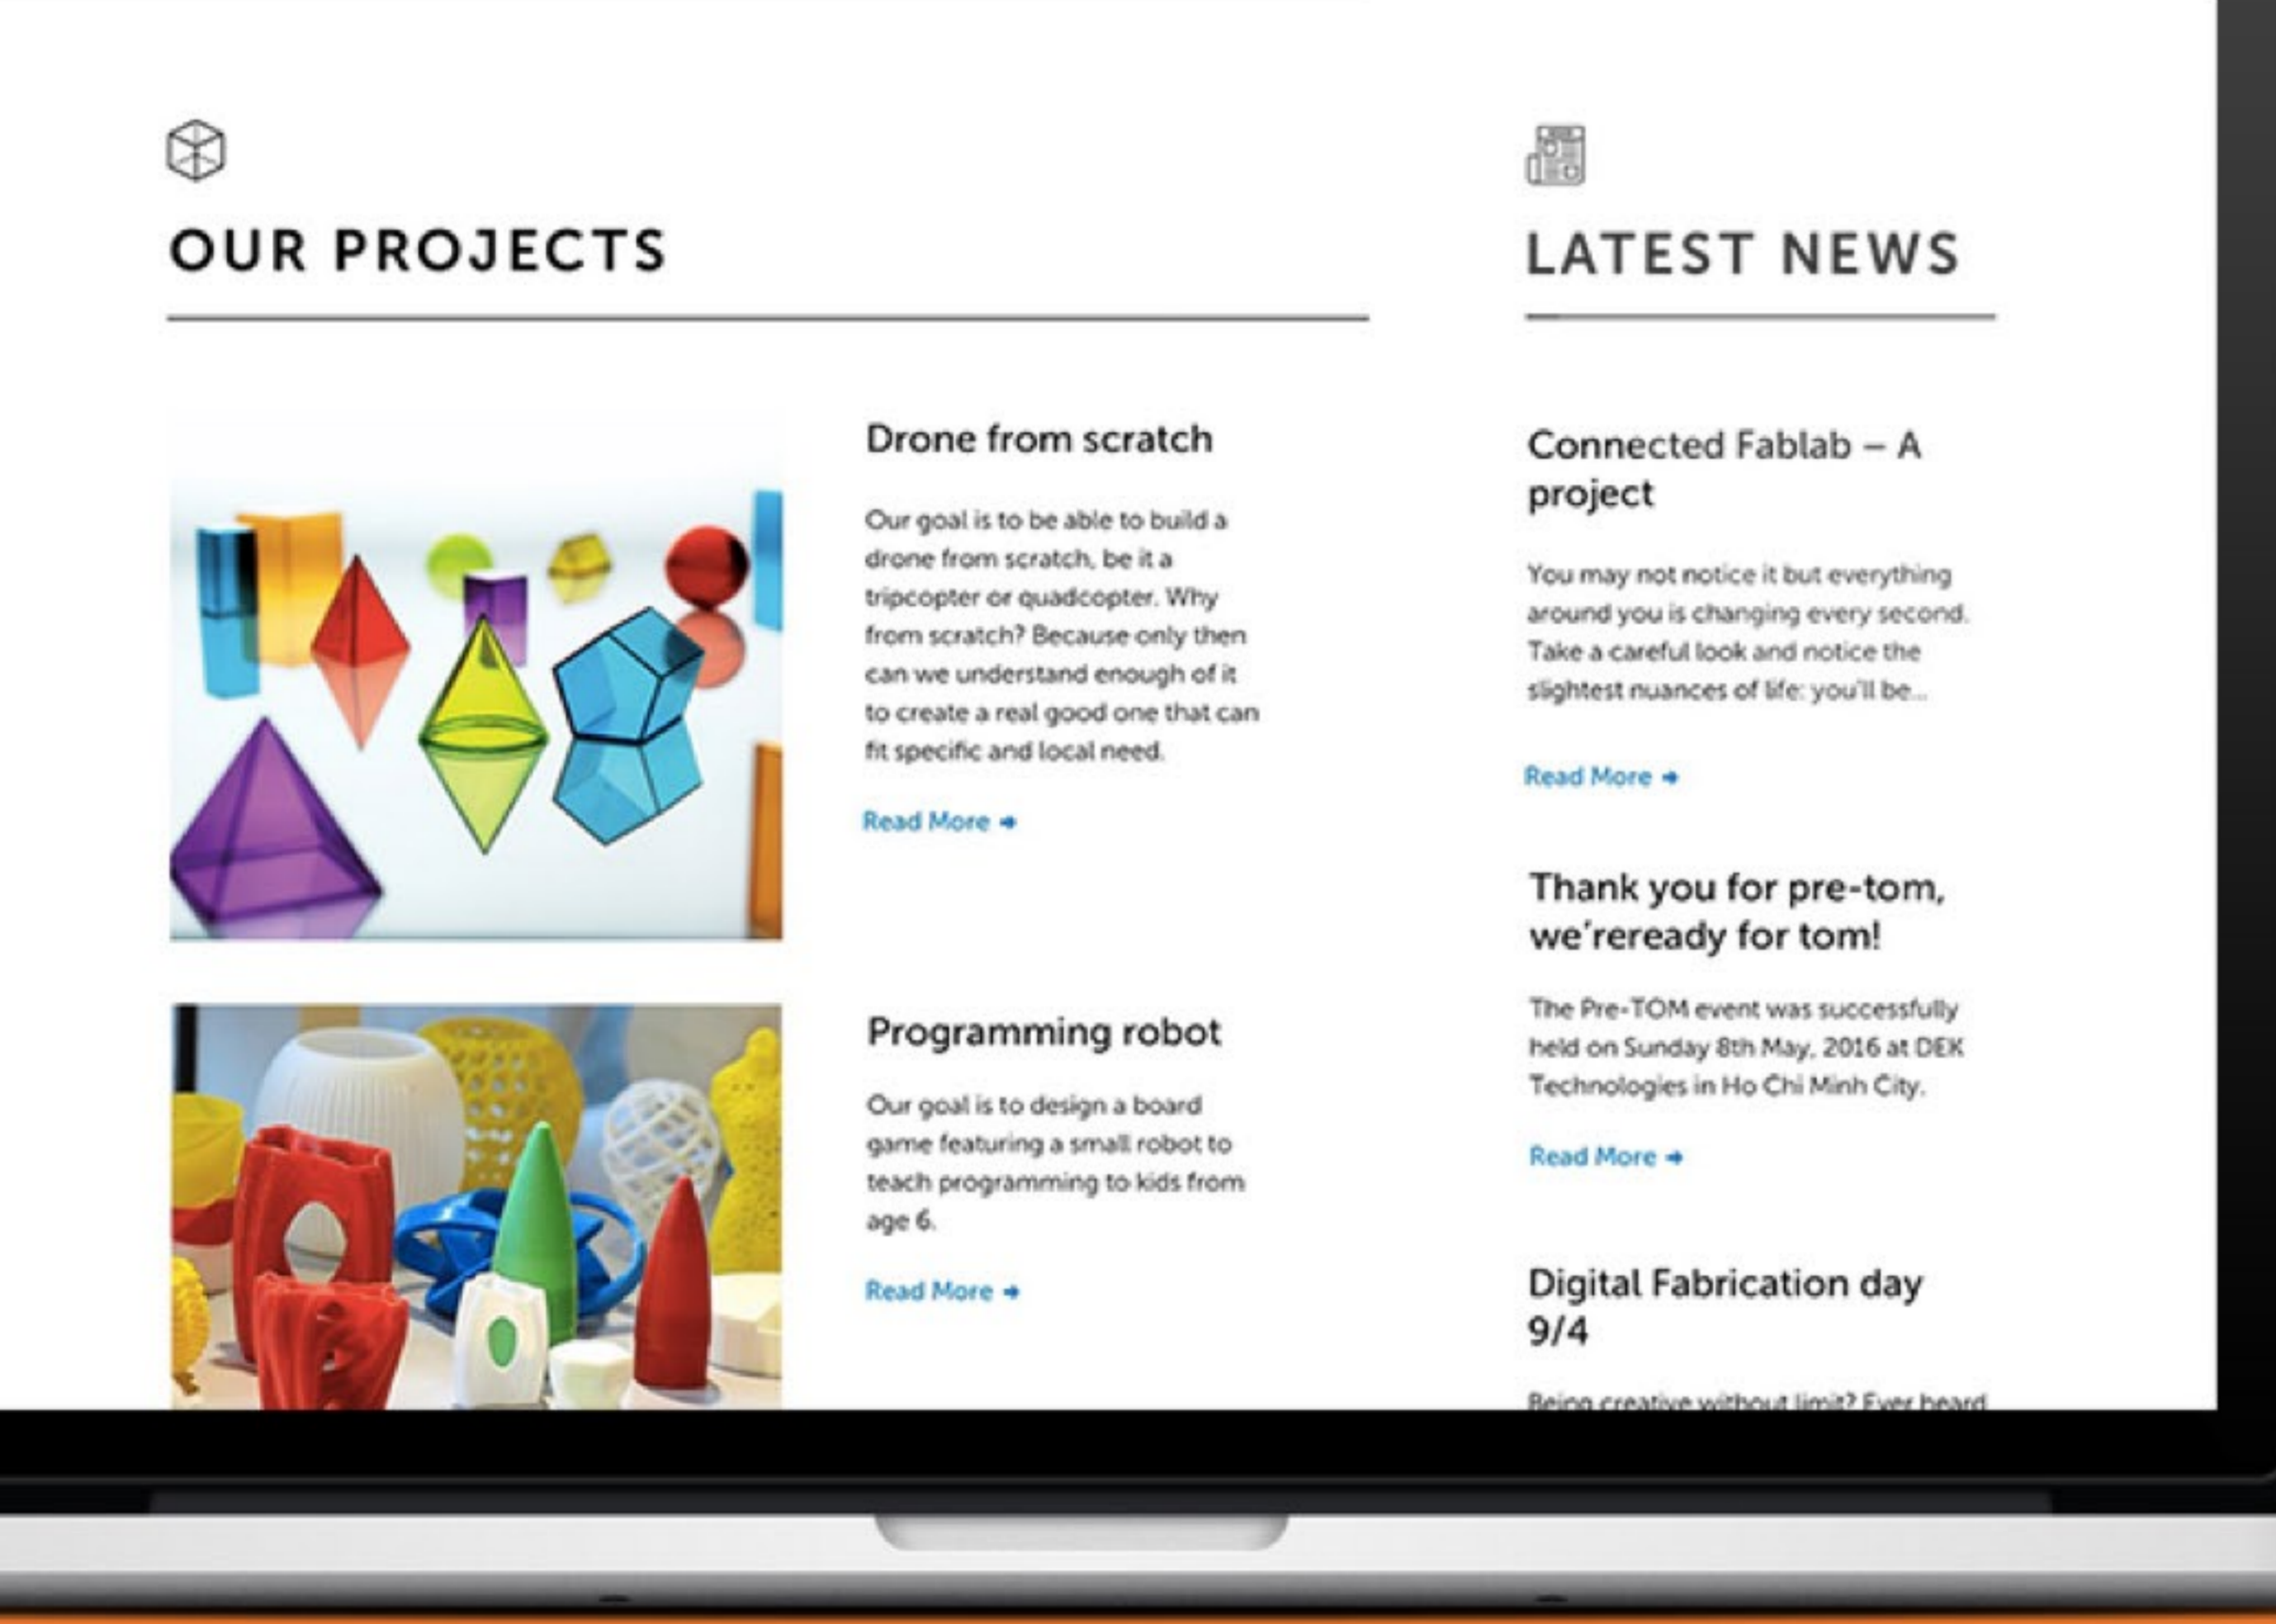 OUR PROJECTS
Drone from scratch
Our goal is to be able to build a
drone from scratch, be it a
tripcopter or quadcopter. Why
from scratch? Because only then
can we understand enough of it
to create a real good one that can
fit specific and local need.
Read More →
Programming robot
Our goal is to design a board
game featuring a small robot to
teach programming to kids from
age 6.
Read More →
LATEST NEWS
Connected Fablab – A
project
You may not notice it but everything
around you is changing every second.
Take a careful look and notice the
slightest nuances of life: you'll be...
Read More →
Thank you for pre-tom,
we'reready for tom!
The Pre-TOM event was successfully
held on Sunday 8th May, 2016 at DEK
Technologies in Ho Chi Minh City.
Read More →
Digital Fabrication day
9/4
Being creative without limit? Ever heard